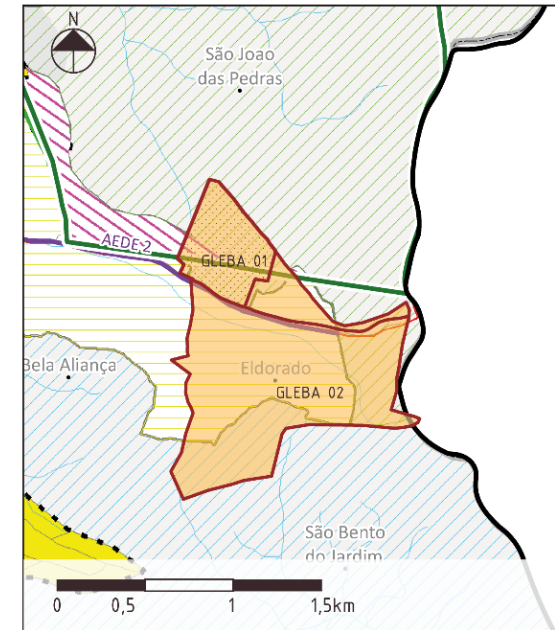 N
São Joao
das Pedras
AEDE 2
GLEBA 01
Bela Aliança
Eldorado
GLEBA 02
São Bento
do Jardim
0 0,5 1 1,5km